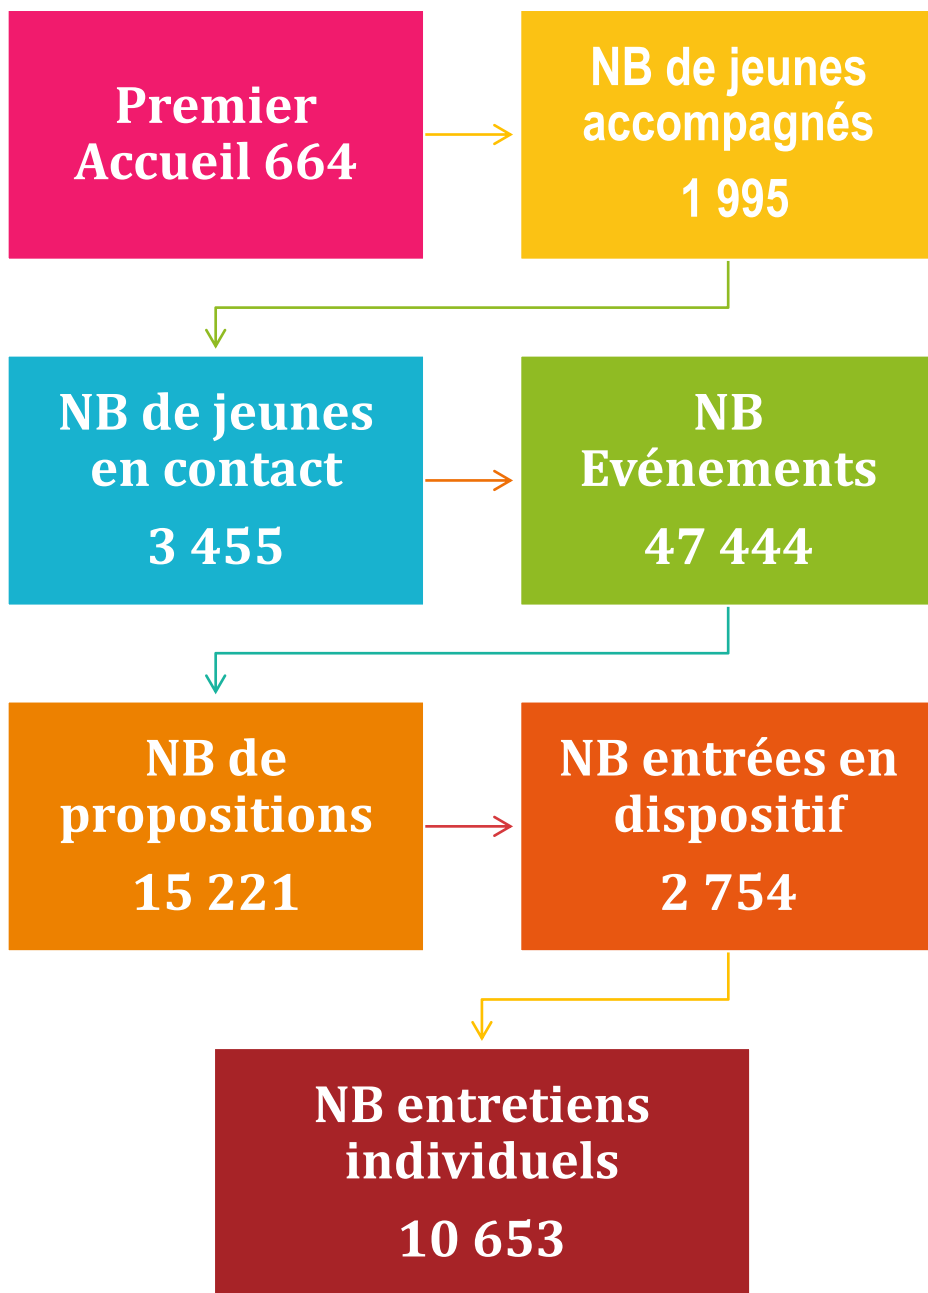 Premier
Accueil 664
NB de jeunes
accompagnés
1 995
NB de jeunes
en contact
3 455
NB
Evénements
47 444
NB de
propositions
15 221
NB entrées en
dispositif
2 754
NB entretiens
individuels
10 653